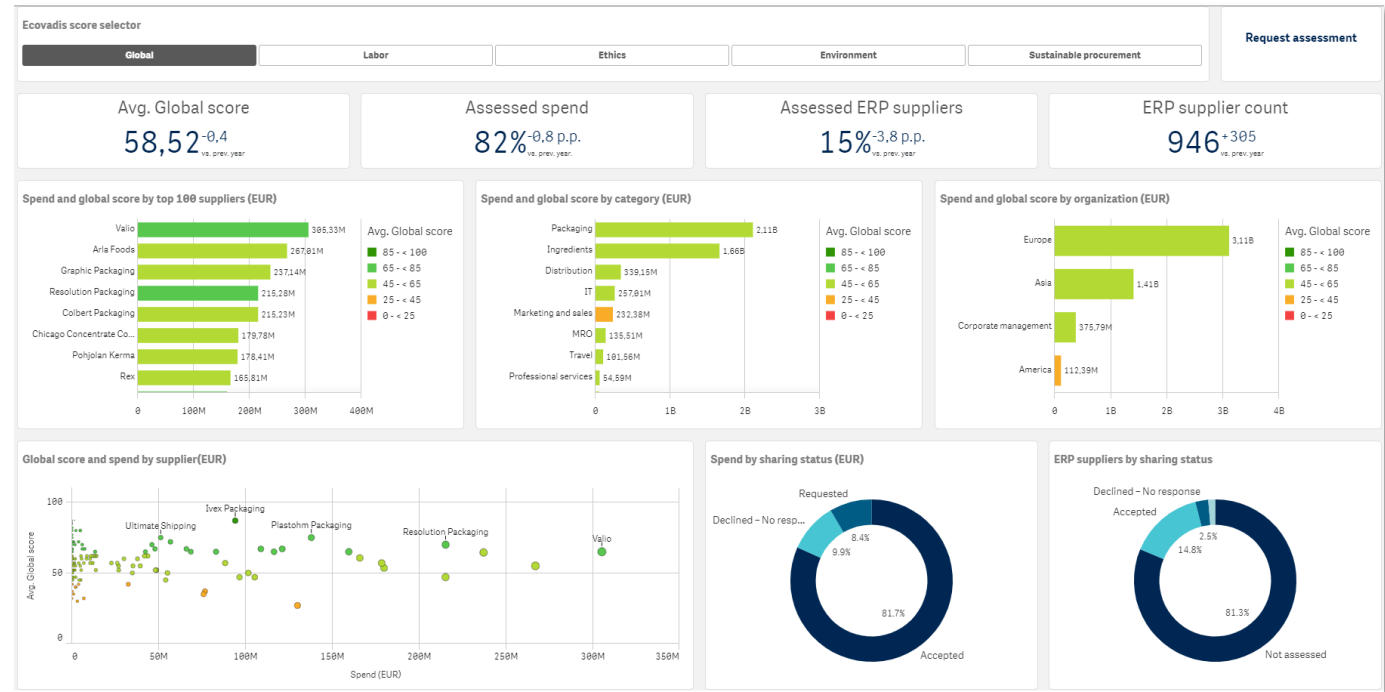 Ecovadis score selector
Global
Labor
Ethics
Environment
Sustainable procurement
Request assessment
Avg. Global score
58,52 -0,4
vs. prev. year
Assessed spend
82% -0,8 p.p.
vs. prev. year.
Assessed ERP suppliers
15% -3,8 p.p.
vs. prev. year
ERP supplier count
946 +305
vs. prev. year
Spend and global score by top 100 suppliers (EUR)
Valio 305,33M
Arla Foods 267,01M
Graphic Packaging 237,14M
Resolution Packaging 215,28M
Colbert Packaging 215,23M
Chicago Concentrate Co... 179,78M
Pohjolan Kerma 178,41M
Rex 165,81M
0 100M 200M 300M 400M
Avg. Global score
85 - < 100
65 - < 85
45 - < 65
25 - < 45
0 - < 25
Spend and global score by category (EUR)
Packaging 2,11B
Ingredients 1,66B
Distribution 339,15M
IT 257,01M
Marketing and sales 232,38M
MRO 135,51M
Travel 101,56M
Professional services 54,59M
0 1B 2B 3B
Avg. Global score
85 - < 100
65 - < 85
45 - < 65
25 - < 45
0 - < 25
Spend and global score by organization (EUR)
Europe 3,11B
Asia 1,41B
Corporate management 375,79M
America 112,39M
0 1B 2B 3B 4B
Avg. Global score
85 - < 100
65 - < 85
45 - < 65
25 - < 45
0 - < 25
Global score and spend by supplier(EUR)
Avg. Global score
100
50
0
Ivex Packaging
Ultimate Shipping
Plastohm Packaging
Resolution Packaging
Valio
0 50M 100M 150M 200M 250M 300M 350M
Spend (EUR)
Spend by sharing status (EUR)
Requested
Declined – No resp...
8.4%
9.9%
81.7%
Accepted
ERP suppliers by sharing status
Declined – No response
Accepted
2.5%
14.8%
81.3%
Not assessed